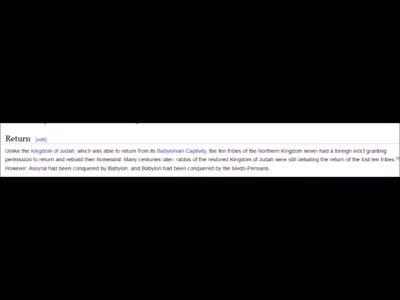 Return [edit]
Unlike the Kingdom of Judah, which was able to return from its Babylonian Captivity, the ten tribes of the Northern Kingdom never had a foreign edict granting
permission to return and rebuild their homeland. Many centuries later, rabbis of the restored Kingdom of Judah were still debating the return of the lost ten tribes.
However, Assyria had been conquered by Babylon, and Babylon had been conquered by the Medo-Persians.